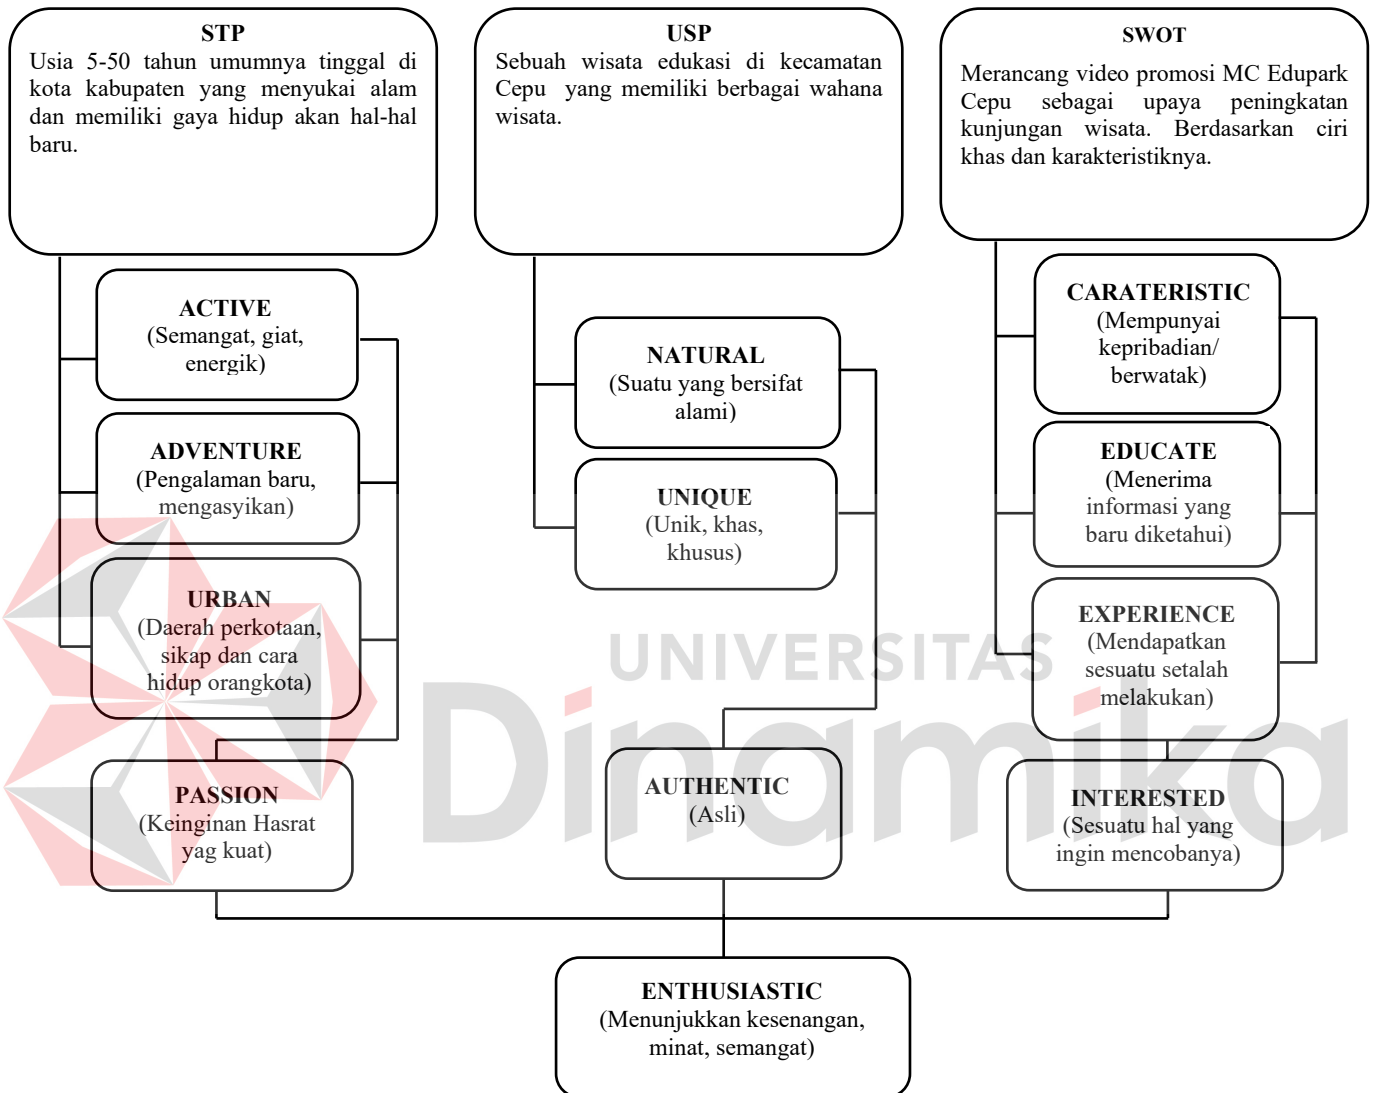 STP
Usia 5-50 tahun umumnya tinggal di
kota kabupaten yang menyukai alam
dan memiliki gaya hidup akan hal-hal
baru.
USP
Sebuah wisata edukasi di kecamatan
Cepu yang memiliki berbagai wahana
wisata.
SWOT
Merancang video promosi MC Edupark
Cepu sebagai upaya peningkatan
kunjungan wisata. Berdasarkan ciri
khas dan karakteristiknya.
ACTIVE
(Semangat, giat,
energik)
ADVENTURE
(Pengalaman baru,
mengasyikan)
URBAN
(Daerah perkotaan,
sikap dan cara
hidup orangkota)
NATURAL
(Suatu yang bersifat
alami)
UNIQUE
(Unik, khas,
khusus)
CARATERISTIC
(Mempunyai
kepribadian/
berwatak)
EDUCATE
(Menerima
informasi yang
baru diketahui)
EXPERIENCE
(Mendapatkan
sesuatu setalah
melakukan)
UNIVERSITAS
Dinamika
PASSION
(Keinginan Hasrat
yag kuat)
AUTHENTIC
(Asli)
INTERESTED
(Sesuatu hal yang
ingin mencobanya)
ENTHUSIASTIC
(Menunjukkan kesenangan,
minat, semangat)